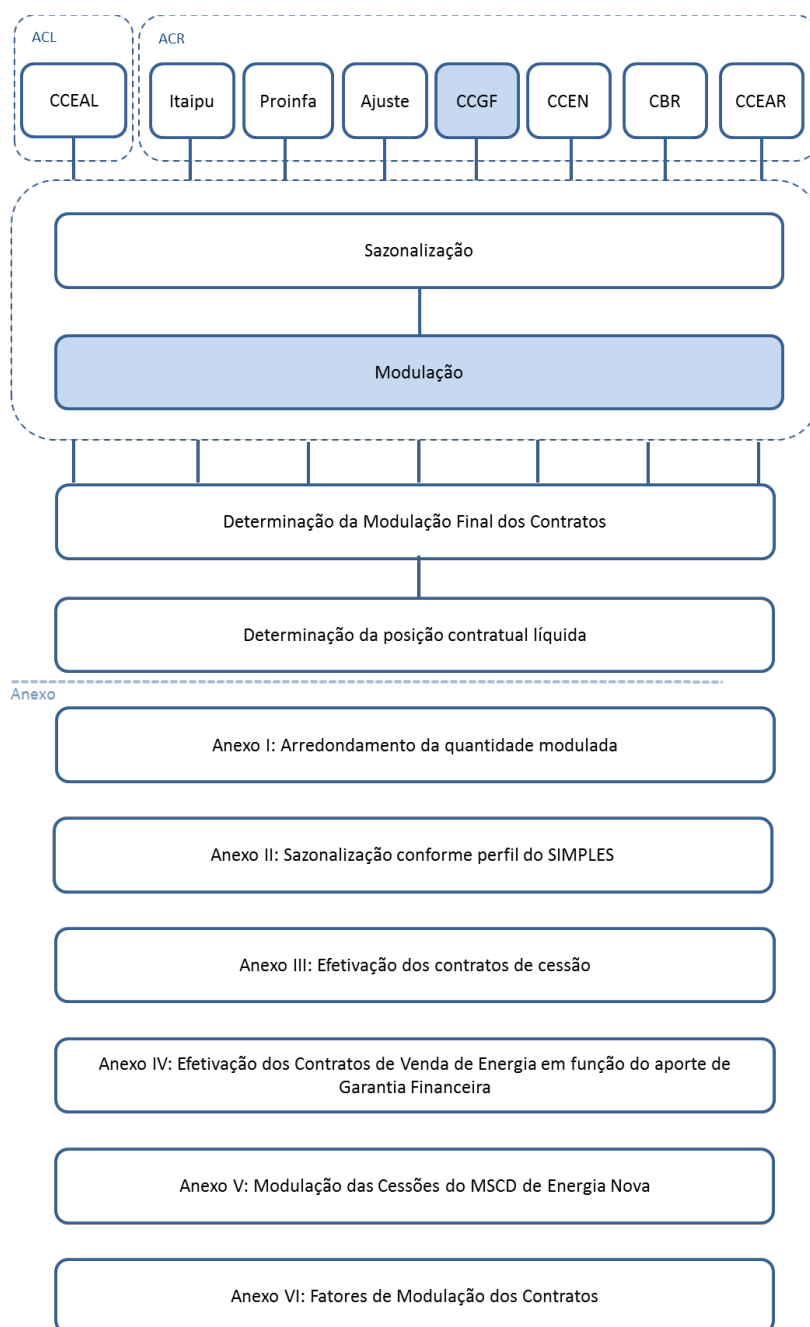 ACL
ACR
CCEAL
Itaipu
Proinfa
Ajuste
CCGF
CCEN
CBR
CCEAR
Sazonalização
Modulação
Determinação da Modulação Final dos Contratos
Determinação da posição contratual líquida
Anexo
Anexo I: Arredondamento da quantidade modulada
Anexo II: Sazonalização conforme perfil do SIMPLES
Anexo III: Efetivação dos contratos de cessão
Anexo IV: Efetivação dos Contratos de Venda de Energia em função do aporte de
Garantia Financeira
Anexo V: Modulação das Cessões do MSCD de Energia Nova
Anexo VI: Fatores de Modulação dos Contratos